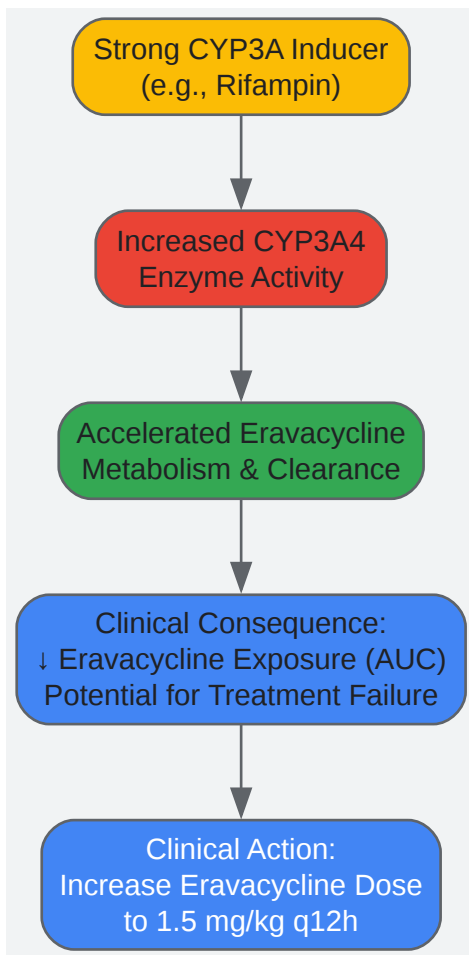 Strong CYP3A Inducer
(e.g., Rifampin)
Increased CYP3A4
Enzyme Activity
Accelerated Eravacycline
Metabolism & Clearance
Clinical Consequence:
↓ Eravacycline Exposure (AUC)
Potential for Treatment Failure
Clinical Action:
Increase Eravacycline Dose
to 1.5 mg/kg q12h